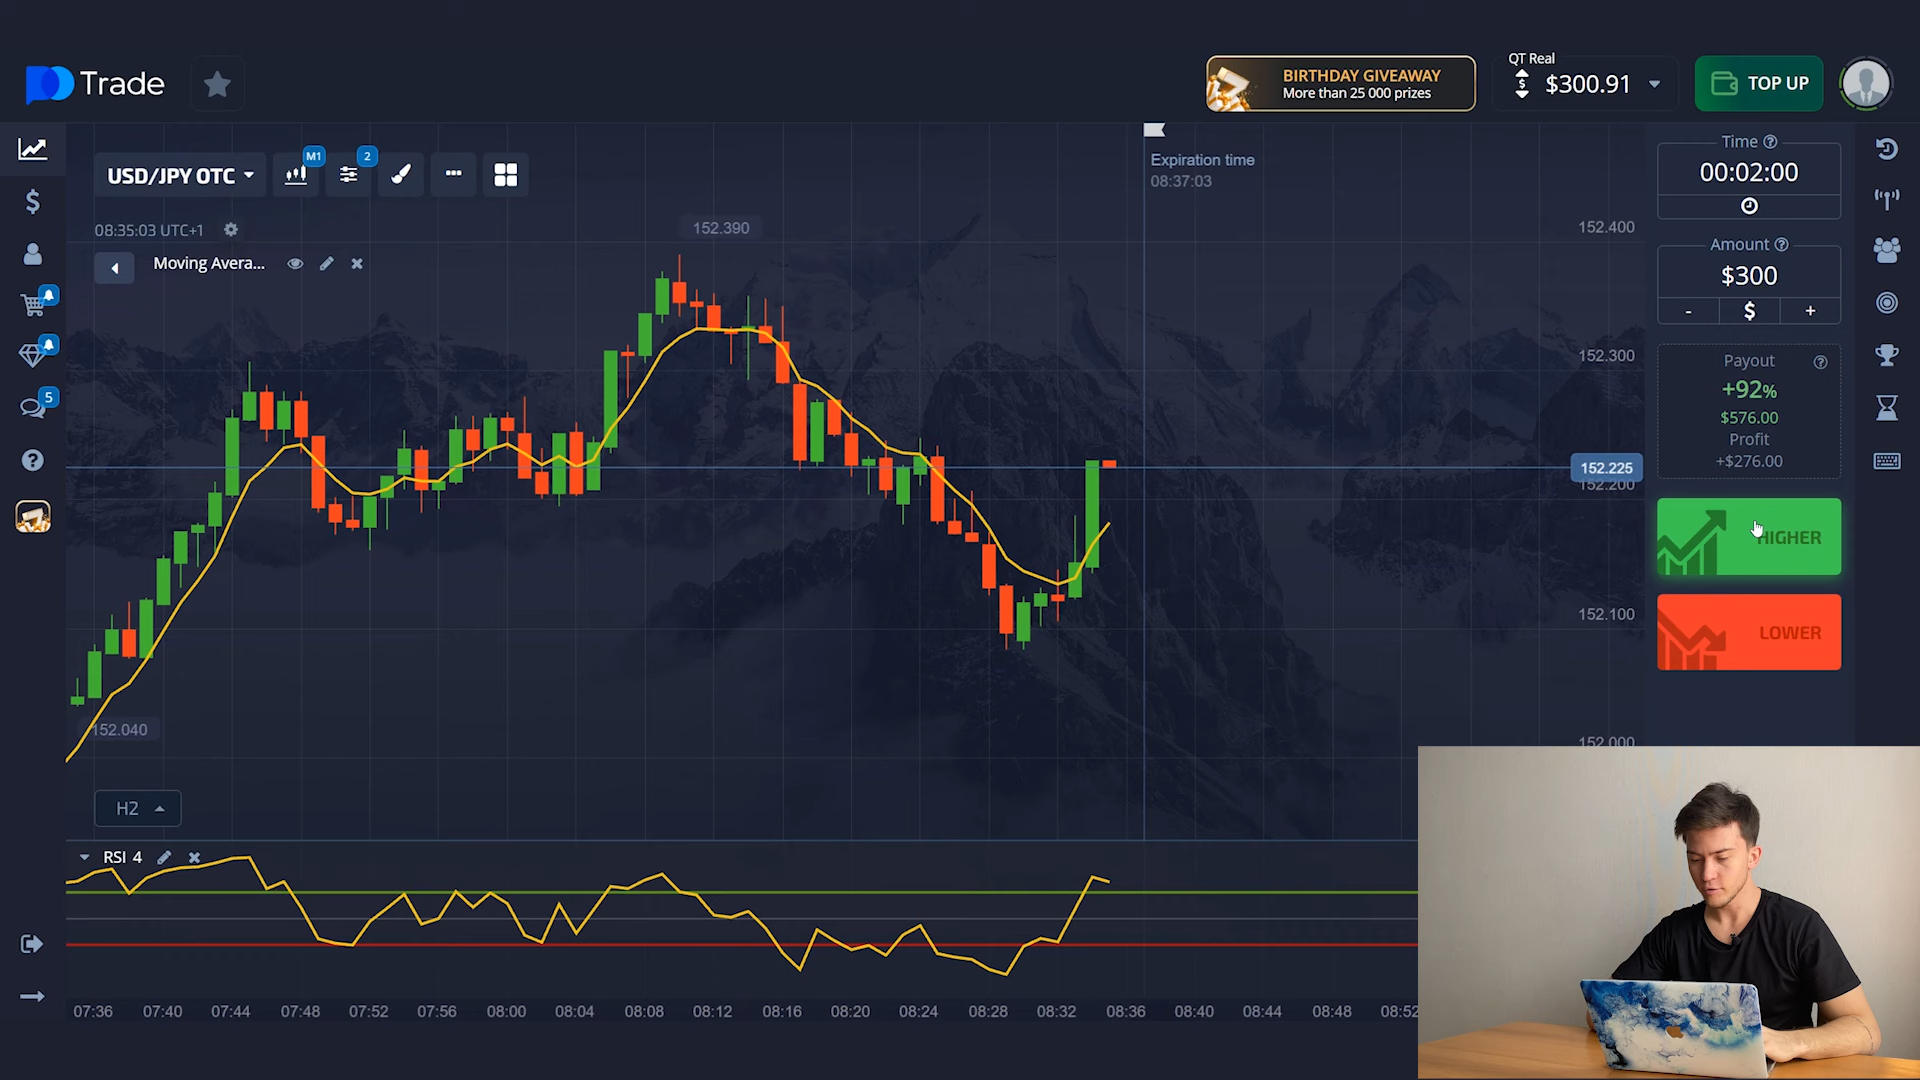 Trade
BIRTHDAY GIVEAWAY
More than 25 000 prizes
QT Real
$300.91
TOP UP
USD/JPY OTC
M1
2
08:35:03 UTC+1
Moving Avera...
152.390
Expiration time
08:37:03
152.400
152.300
152.225
152.200
152.100
152.000
152.040
Time
00:02:00
Amount
$300
-
$
+
Payout
+92%
$576.00
Profit
+$276.00
HIGHER
LOWER
5
H2
RSI 4
07:36
07:40
07:44
07:48
07:52
07:56
08:00
08:04
08:08
08:12
08:16
08:20
08:24
08:28
08:32
08:36
08:40
08:44
08:48
08:52